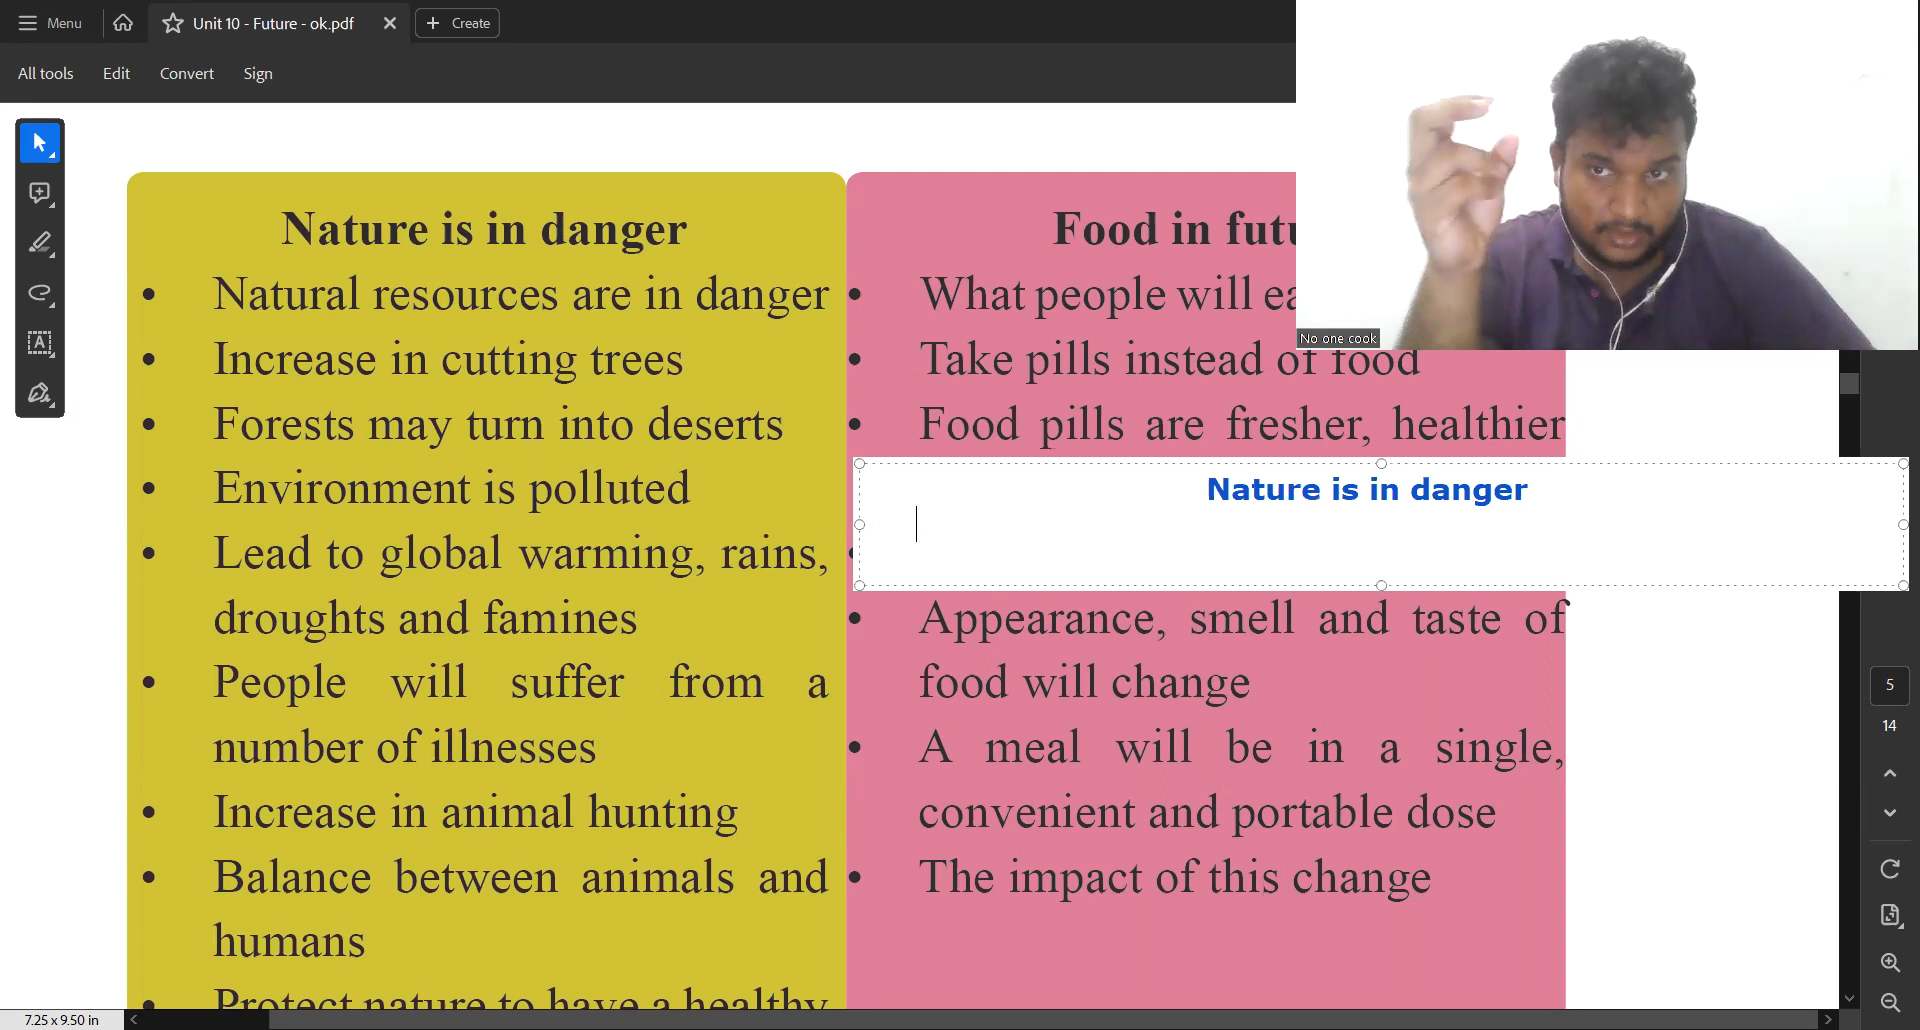 Menu
Unit 10 - Future - ok.pdf
Create
All tools
Edit
Convert
Sign
Nature is in danger
• Natural resources are in danger
• Increase in cutting trees
• Forests may turn into deserts
• Environment is polluted
• Lead to global warming, rains,
droughts and famines
• People will suffer from a
number of illnesses
• Increase in animal hunting
• Balance between animals and
humans
• Protect nature to have a healthy
Food in futu
• What people will ea
• Take pills instead of food
• Food pills are fresher, healthier
• Appearance, smell and taste of
food will change
• A meal will be in a single,
convenient and portable dose
• The impact of this change
Nature is in danger
No one cook
5
14
7.25 x 9.50 in